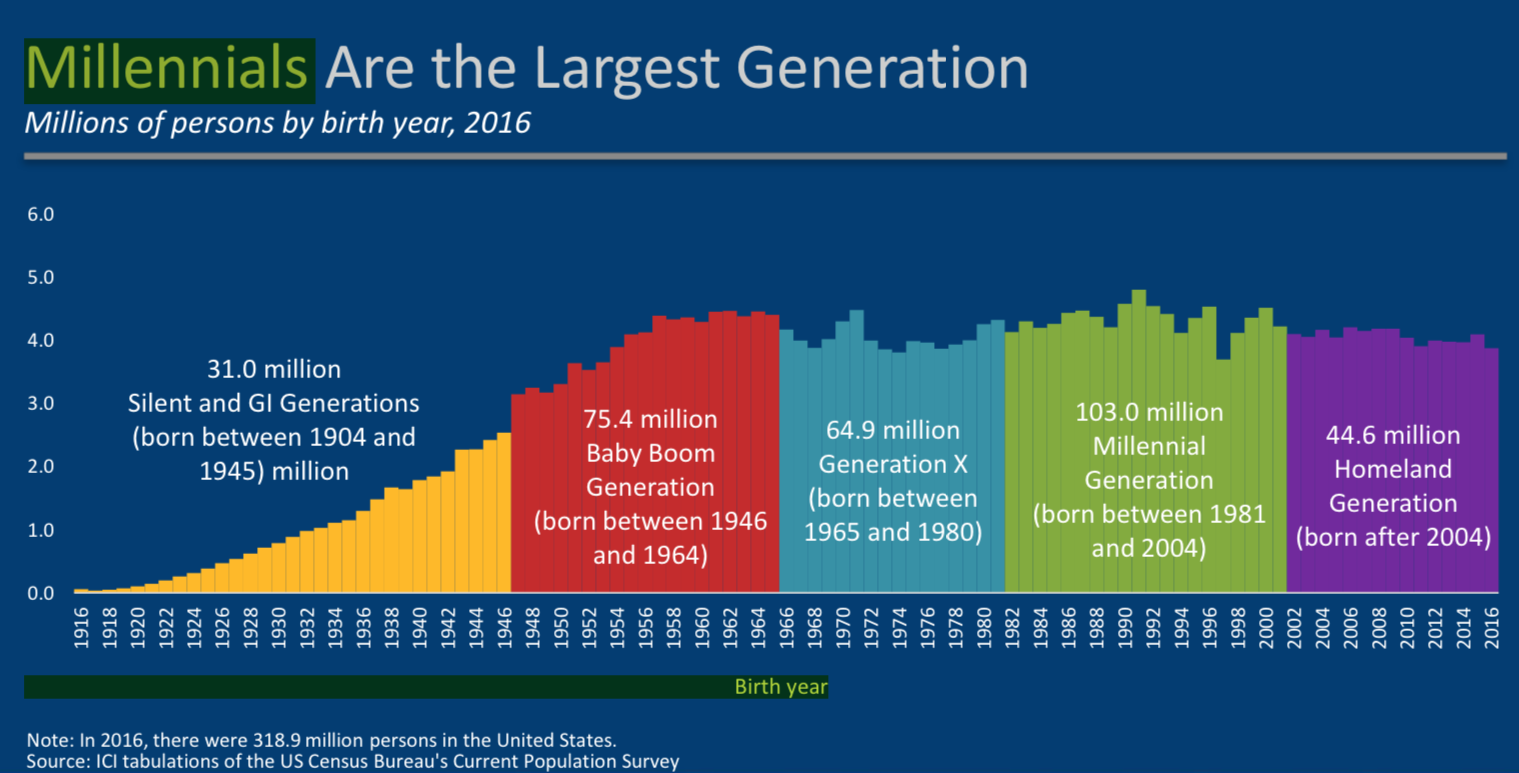 Millennials Are the Largest Generation
Millions of persons by birth year, 2016
6.0
5.0
4.0
3.0
2.0
1.0
0.0
31.0 million
Silent and GI Generations
(born between 1904 and
1945) million
75.4 million
Baby Boom
Generation
(born between 1946
and 1964)
64.9 million
Generation X
(born between
1965 and 1980)
103.0 million
Millennial
Generation
(born between 1981
and 2004)
44.6 million
Homeland
Generation
(born after 2004)
1916
1918
1920
1922
1924
1926
1928
1930
1932
1934
1936
1938
1940
1942
1944
1946
1948
1950
1952
1954
1956
1958
1960
1962
1964
1966
1968
1970
1972
1974
1976
1978
1980
1982
1984
1986
1988
1990
1992
1994
1996
1998
2000
2002
2004
2006
2008
2010
2012
2014
2016
Birth year
Note: In 2016, there were 318.9 million persons in the United States.
Source: ICI tabulations of the US Census Bureau's Current Population Survey